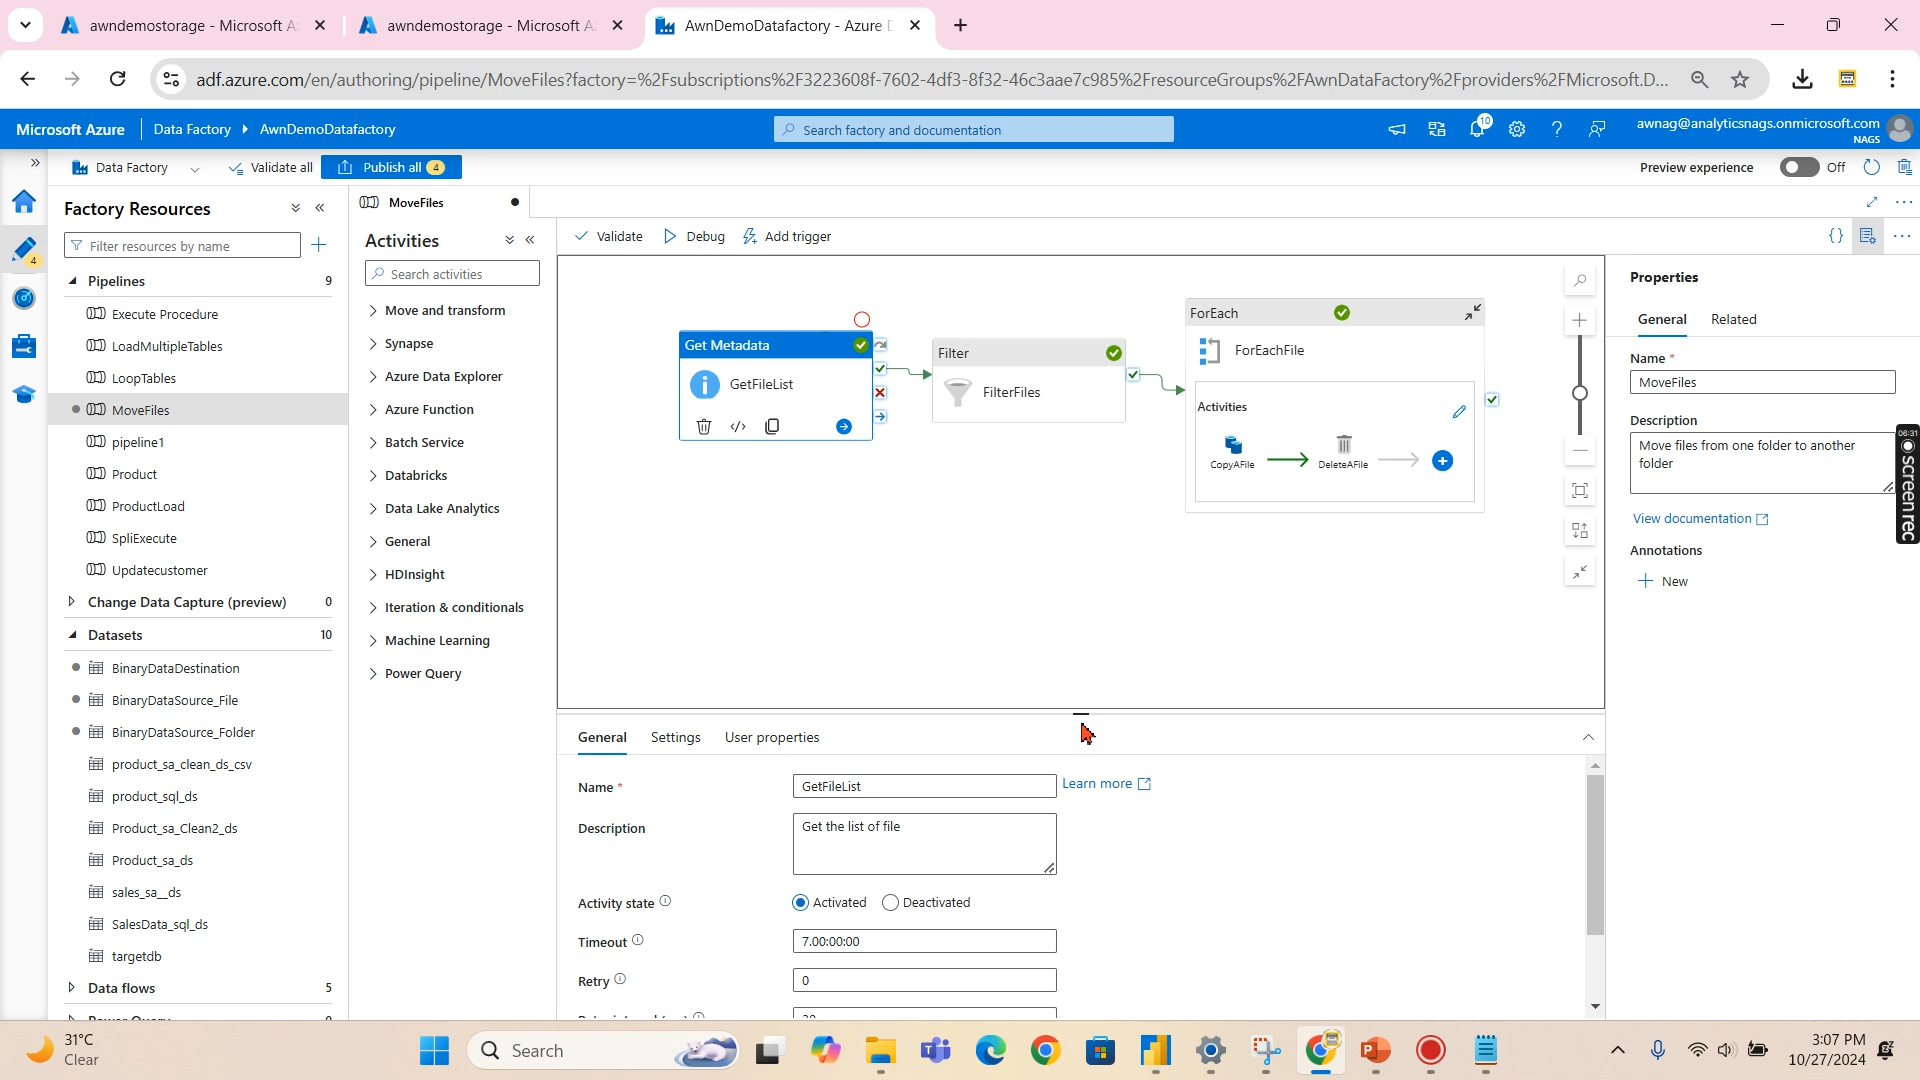 awndemostorage - Microsoft A
awndemostorage - Microsoft A
AwnDemoDatafactory - Azure D
adf.azure.com/en/authoring/pipeline/MoveFiles?factory=%2Fsubscriptions%2F3223608f-7602-4df3-8f32-46c3aae7c985%2FresourceGroups%2FAwnDataFactory%2Fproviders%2FMicrosoft.D...
Microsoft Azure
Data Factory
AwnDemoDatafactory
Search factory and documentation
10
awnag@analyticsnags.onmicrosoft.com
NAGS
Data Factory
Validate all
Publish all 4
Preview experience
Off
4
Factory Resources
Filter resources by name
Pipelines 9
Execute Procedure
LoadMultipleTables
LoopTables
MoveFiles
pipeline1
Product
ProductLoad
SpliExecute
Updatecustomer
Change Data Capture (preview) 0
Datasets 10
BinaryDataDestination
BinaryDataSource_File
BinaryDataSource_Folder
product_sa_clean_ds_csv
product_sql_ds
Product_sa_Clean2_ds
Product_sa_ds
sales_sa__ds
SalesData_sql_ds
targetdb
Data flows 5
Power Query 0
MoveFiles
Activities
Search activities
Move and transform
Synapse
Azure Data Explorer
Azure Function
Batch Service
Databricks
Data Lake Analytics
General
HDInsight
Iteration & conditionals
Machine Learning
Power Query
Validate
Debug
Add trigger
Get Metadata
GetFileList
Filter
FilterFiles
ForEach
ForEachFile
Activities
CopyAFile
DeleteAFile
General
Settings
User properties
Name *
GetFileList
Learn more
Description
Get the list of file
Activity state
Activated
Deactivated
Timeout
7.00:00:00
Retry
0
Properties
General
Related
Name *
MoveFiles
Description
Move files from one folder to another
folder
View documentation
Annotations
New
06:31
screenrec
31°C
Clear
Search
3:07 PM
10/27/2024